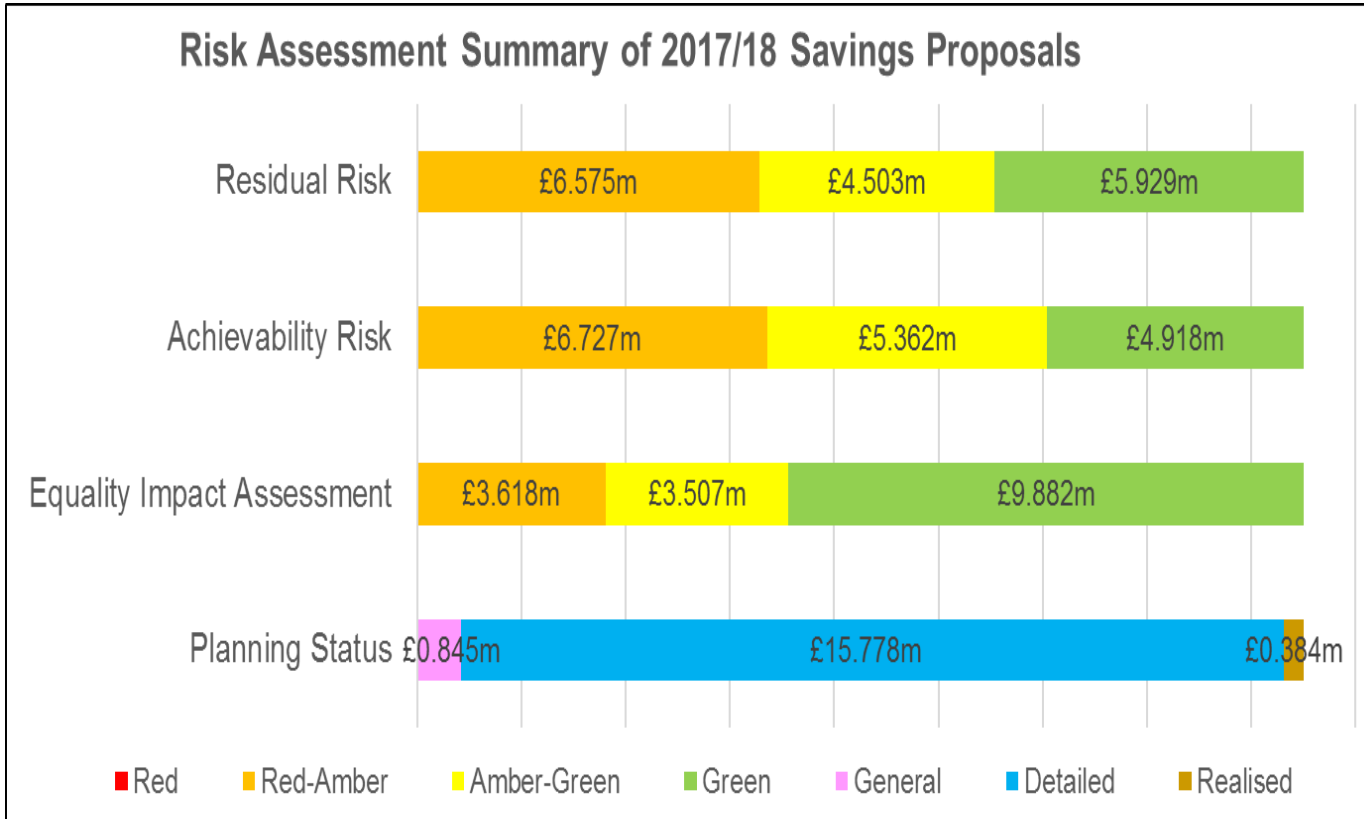 Risk Assessment Summary of 2017/18 Savings Proposals
Residual Risk £6.575m £4.503m £5.929m
Achievability Risk £6.727m £5.362m £4.918m
Equality Impact Assessment £3.618m £3.507m £9.882m
Planning Status £0.845m £15.778m £0.384m
Red Red-Amber Amber-Green Green General Detailed Realised